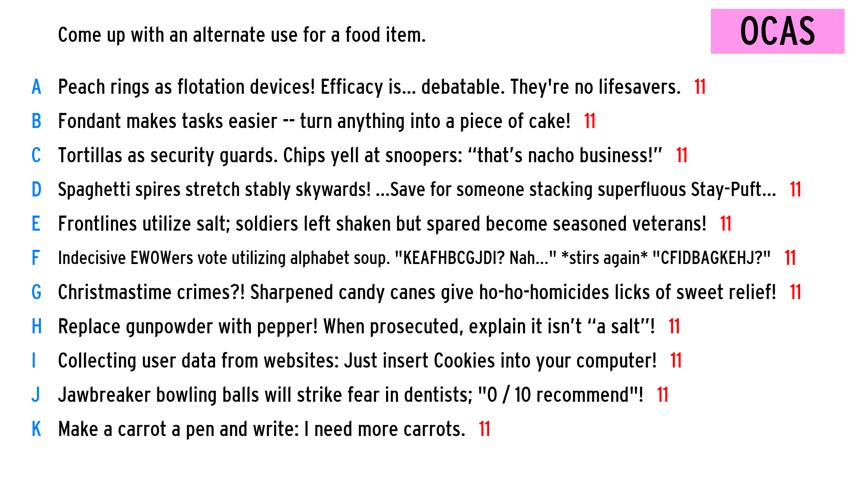 Come up with an alternate use for a food item.
OCAS
A Peach rings as flotation devices! Efficacy is... debatable. They're no lifesavers. 11
B Fondant makes tasks easier -- turn anything into a piece of cake! 11
C Tortillas as security guards. Chips yell at snoopers: “that’s nacho business!” 11
D Spaghetti spires stretch stably skywards! ...Save for someone stacking superfluous Stay-Puft... 11
E Frontlines utilize salt; soldiers left shaken but spared become seasoned veterans! 11
F Indecisive EWOWers vote utilizing alphabet soup. "KEAFHBCGJDI? Nah..." *stirs again* "CFIDBAGKEHJ?" 11
G Christmastime crimes?! Sharpened candy canes give ho-ho-homicides licks of sweet relief! 11
H Replace gunpowder with pepper! When prosecuted, explain it isn’t “a salt”! 11
I Collecting user data from websites: Just insert Cookies into your computer! 11
J Jawbreaker bowling balls will strike fear in dentists; "0 / 10 recommend"! 11
K Make a carrot a pen and write: I need more carrots. 11